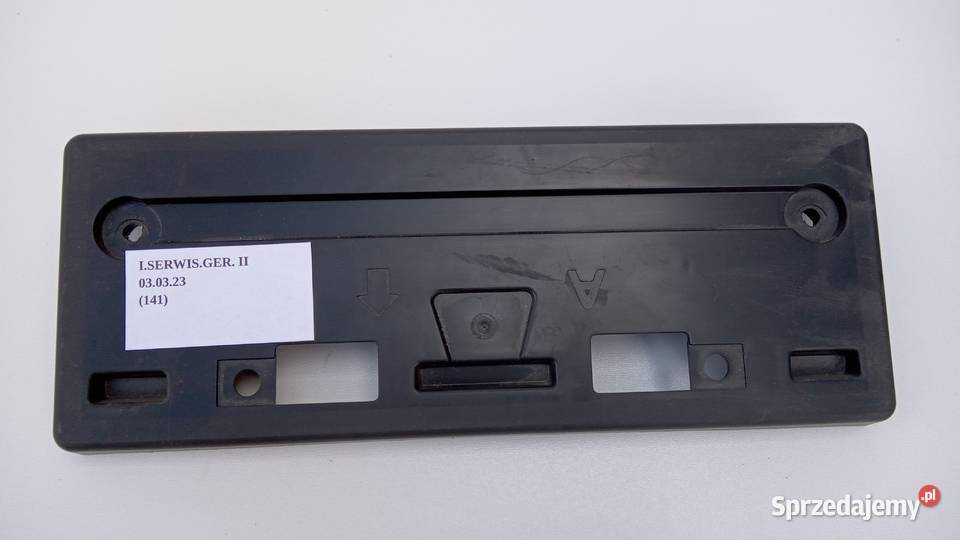 I.SERWIS.GER. II
03.03.23
(141)
A
Sprzedajemy.pl